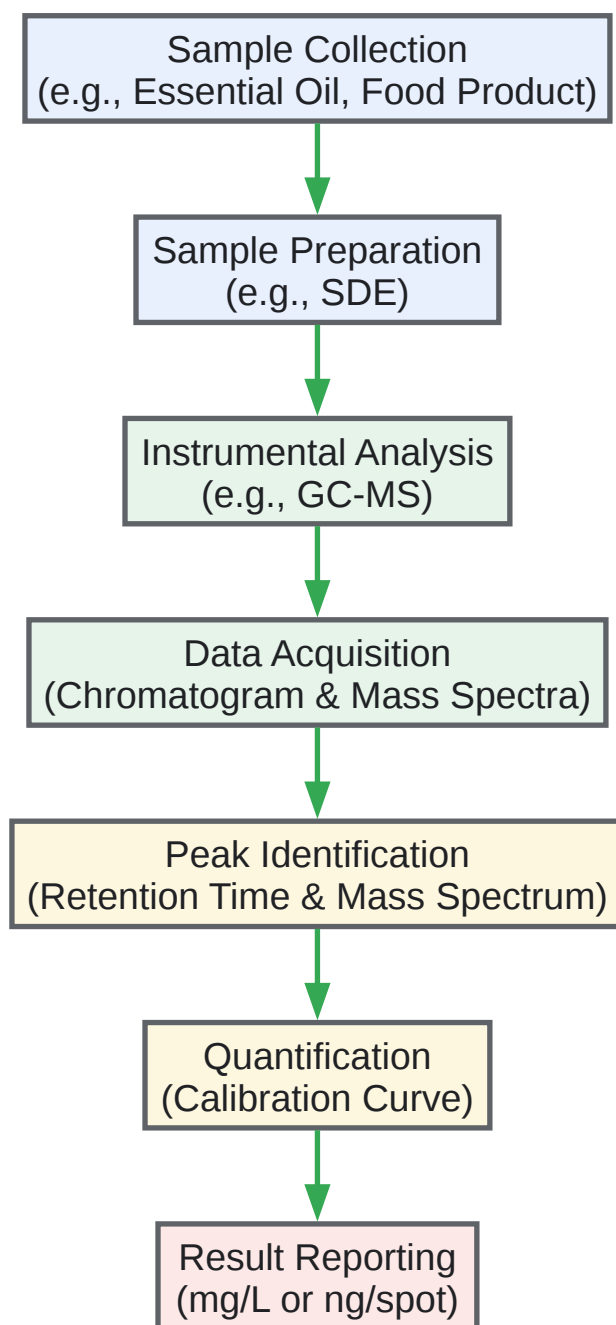 Sample Collection
(e.g., Essential Oil, Food Product)
Sample Preparation
(e.g., SDE)
Instrumental Analysis
(e.g., GC-MS)
Data Acquisition
(Chromatogram & Mass Spectra)
Peak Identification
(Retention Time & Mass Spectrum)
Quantification
(Calibration Curve)
Result Reporting
(mg/L or ng/spot)